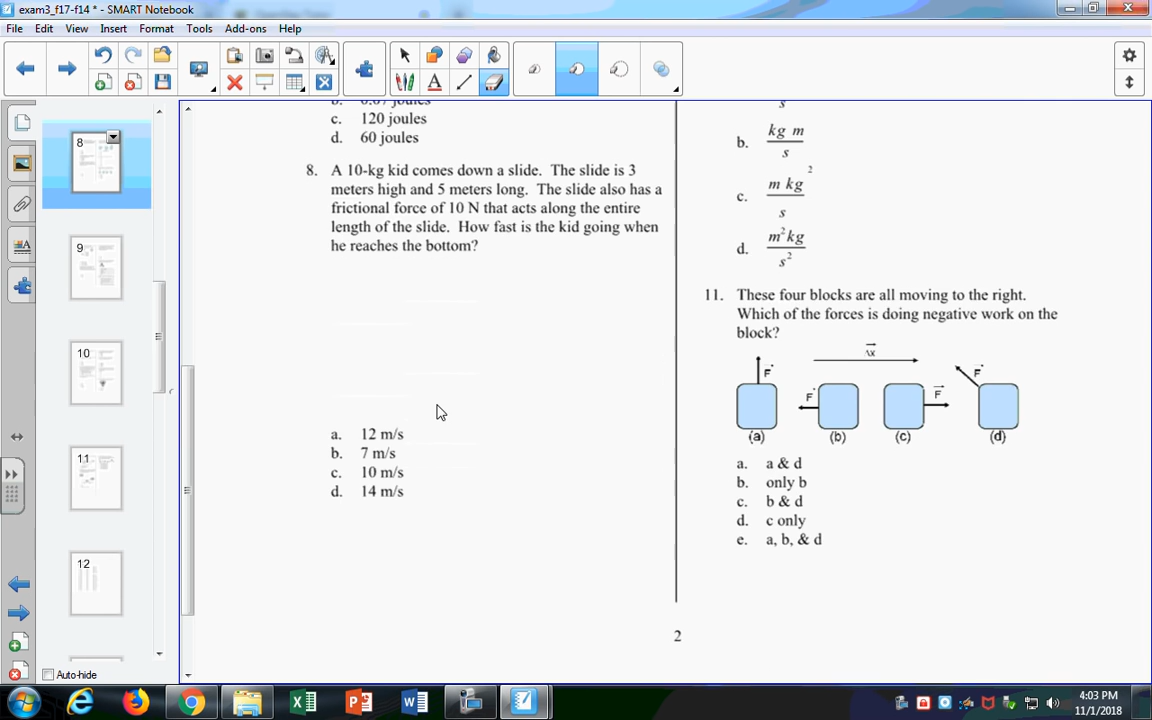 exam3_f17-f14 * - SMART Notebook
File Edit View Insert Format Tools Add-ons Help
8
9
10
11
12
Auto-hide
c. 120 joules
d. 60 joules
8. A 10-kg kid comes down a slide. The slide is 3
meters high and 5 meters long. The slide also has a
frictional force of 10 N that acts along the entire
length of the slide. How fast is the kid going when
he reaches the bottom?
a. 12 m/s
b. 7 m/s
c. 10 m/s
d. 14 m/s
s
b. kg m
s
2
c. m kg
s
d. m²kg
s²
11. These four blocks are all moving to the right.
Which of the forces is doing negative work on the
block?
F F F F
(a) (b) (c) (d)
a. a & d
b. only b
c. b & d
d. c only
e. a, b, & d
2
4:03 PM
11/1/2018